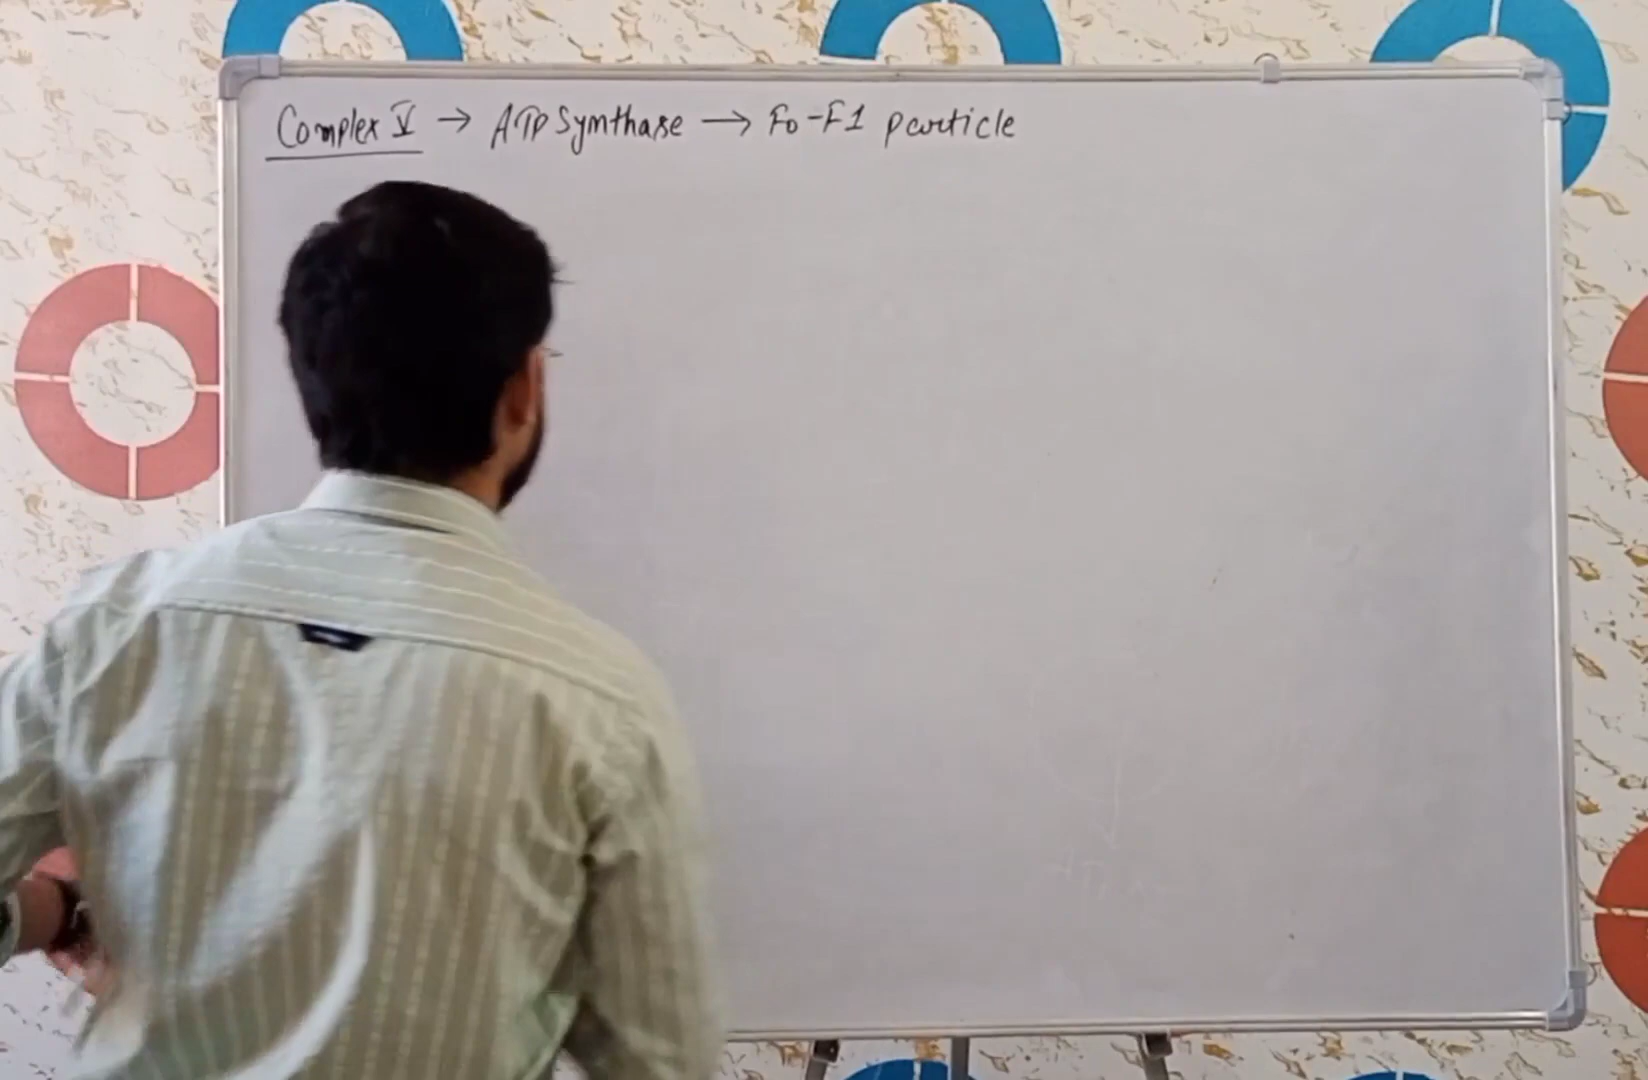 Complex V → ATP Synthase → Fo-F1 particle